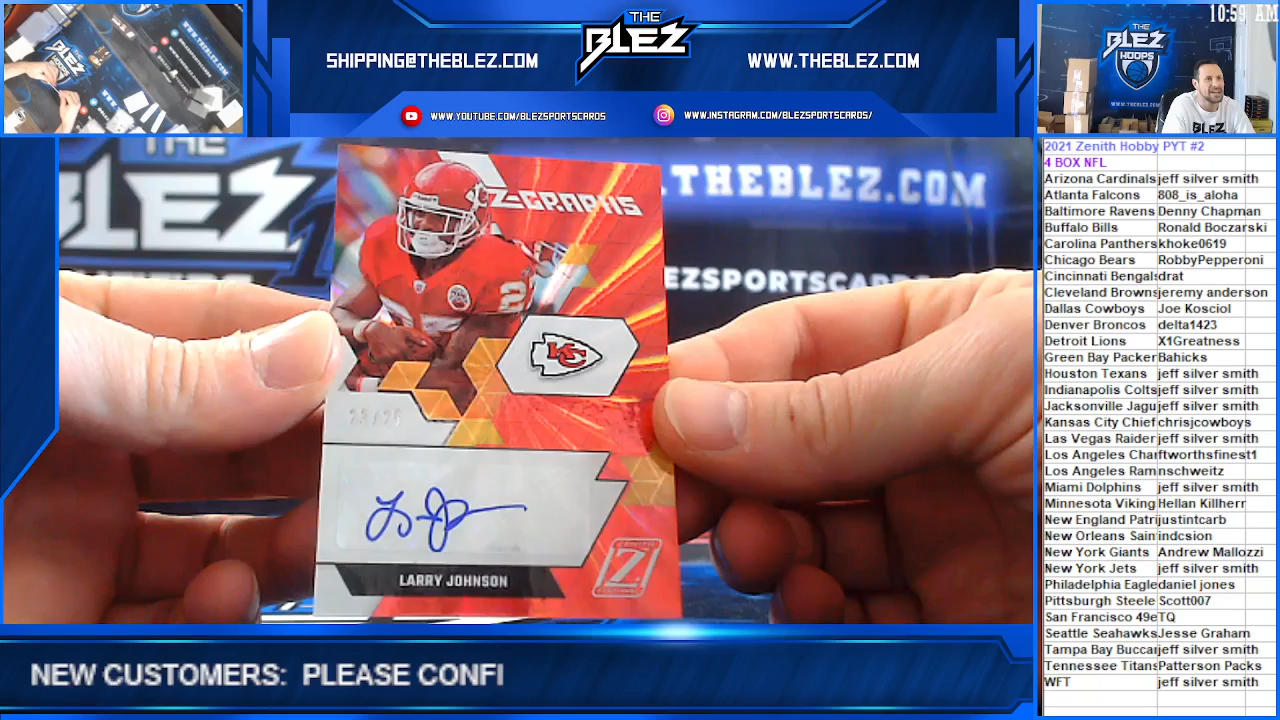 THE
BLEZ
SHIPPING@THEBLEZ.COM
WWW.THEBLEZ.COM
WWW.YOUTUBE.COM/BLEZSPORTSCARDS
WWW.INSTAGRAM.COM/BLEZSPORTSCARDS/
10:59 AM
THE
BLEZ
HOOPS
BLEZ
2021 Zenith Hobby PYT #2
4 BOX NFL
Arizona Cardinals jeff silver smith
Atlanta Falcons 808_is_aloha
Baltimore Ravens Denny Chapman
Buffalo Bills Ronald Boczarski
Carolina Panthers khoke0619
Chicago Bears RobbyPepperoni
Cincinnati Bengals drat
Cleveland Browns jeremy anderson
Dallas Cowboys Joe Kosciol
Denver Broncos delta1423
Detroit Lions X1Greatness
Green Bay Packer Bahicks
Houston Texans jeff silver smith
Indianapolis Colts jeff silver smith
Jacksonville Jagu jeff silver smith
Kansas City Chief chrisjcowboys
Las Vegas Raider jeff silver smith
Los Angeles Char ftworthsfinest1
Los Angeles Ram nschweitz
Miami Dolphins jeff silver smith
Minnesota Viking Hellan Killherr
New England Patri justintcarb
New Orleans Sain indcsion
New York Giants Andrew Mallozzi
New York Jets jeff silver smith
Philadelphia Eagle daniel jones
Pittsburgh Steele Scott007
San Francisco 49e TQ
Seattle Seahawks Jesse Graham
Tampa Bay Buccan jeff silver smith
Tennessee Titans Patterson Packs
WFT jeff silver smith
THE
BLEZ
.THEBLEZ.COM
EZSPORTSCARD
Z-GRAPHS
KC
LARRY JOHNSON
ZENITH
Z
NEW CUSTOMERS: PLEASE CONFI